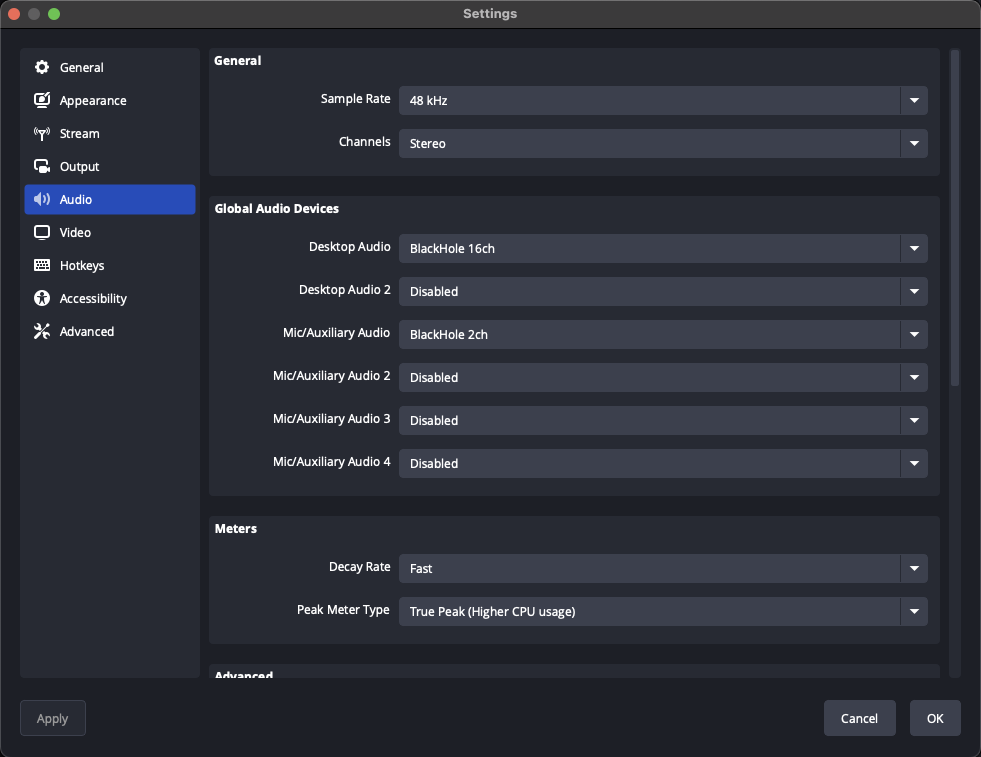 Settings
General
Appearance
Stream
Output
Audio
Video
Hotkeys
Accessibility
Advanced
General
Sample Rate 48 kHz
Channels Stereo
Global Audio Devices
Desktop Audio BlackHole 16ch
Desktop Audio 2 Disabled
Mic/Auxiliary Audio BlackHole 2ch
Mic/Auxiliary Audio 2 Disabled
Mic/Auxiliary Audio 3 Disabled
Mic/Auxiliary Audio 4 Disabled
Meters
Decay Rate Fast
Peak Meter Type True Peak (Higher CPU usage)
Advanced
Apply
Cancel
OK